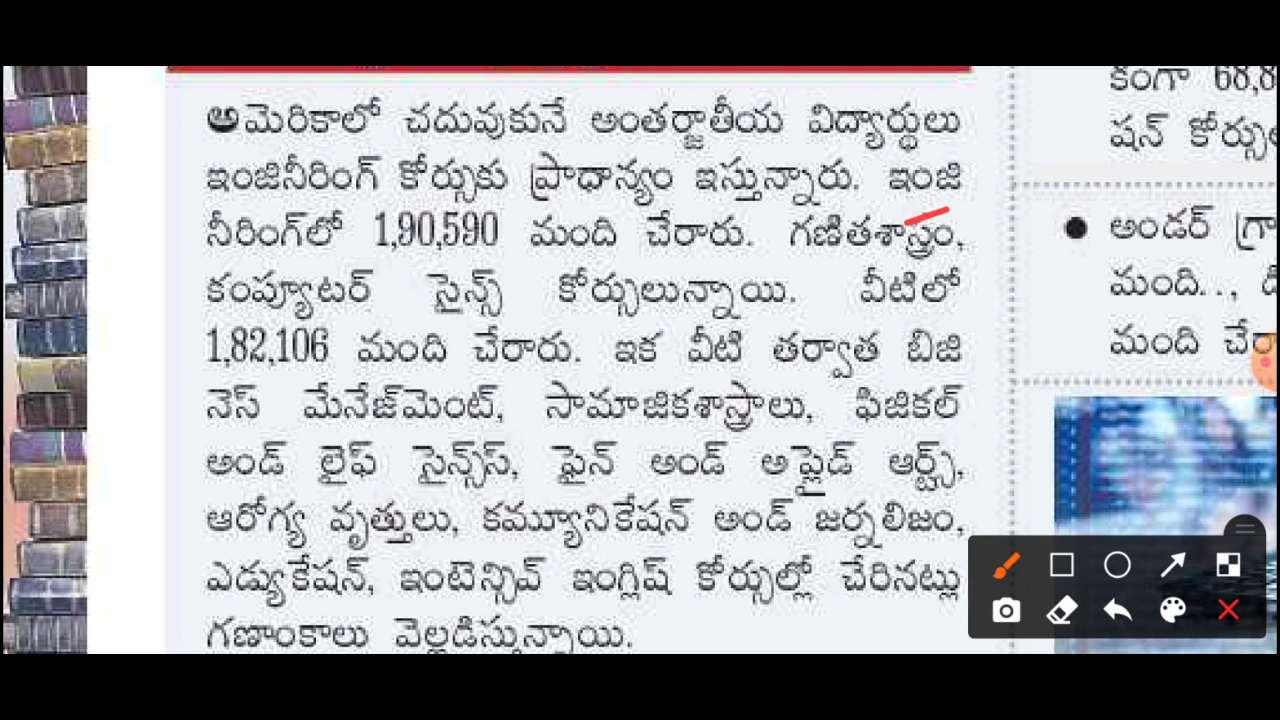 అమెరికాలో చదువుకునే అంతర్జాతీయ విద్యార్థులు
ఇంజినీరింగ్ కోర్సుకు ప్రాధాన్యం ఇస్తున్నారు. ఇంజి
నీరింగ్‌లో 1,90,590 మంది చేరారు. గణితశాస్త్రం,
కంప్యూటర్ సైన్స్ కోర్సులున్నాయి. వీటిలో
1,82,106 మంది చేరారు. ఇక వీటి తర్వాత బిజి
నెస్ మేనేజ్‌మెంట్, సామాజికశాస్త్రాలు, ఫిజికల్
అండ్ లైఫ్ సైన్స్‌స్, ఫైన్ అండ్ అప్లైడ్ ఆర్ట్స్,
ఆరోగ్య వృత్తులు, కమ్యూనికేషన్ అండ్ జర్నలిజం,
ఎడ్యుకేషన్, ఇంటెన్సివ్ ఇంగ్లిష్ కోర్సుల్లో చేరినట్లు
గణాంకాలు వెల్లడిస్తున్నాయి.
కంగా
షన్
● అండర్
మంది..,
మంది